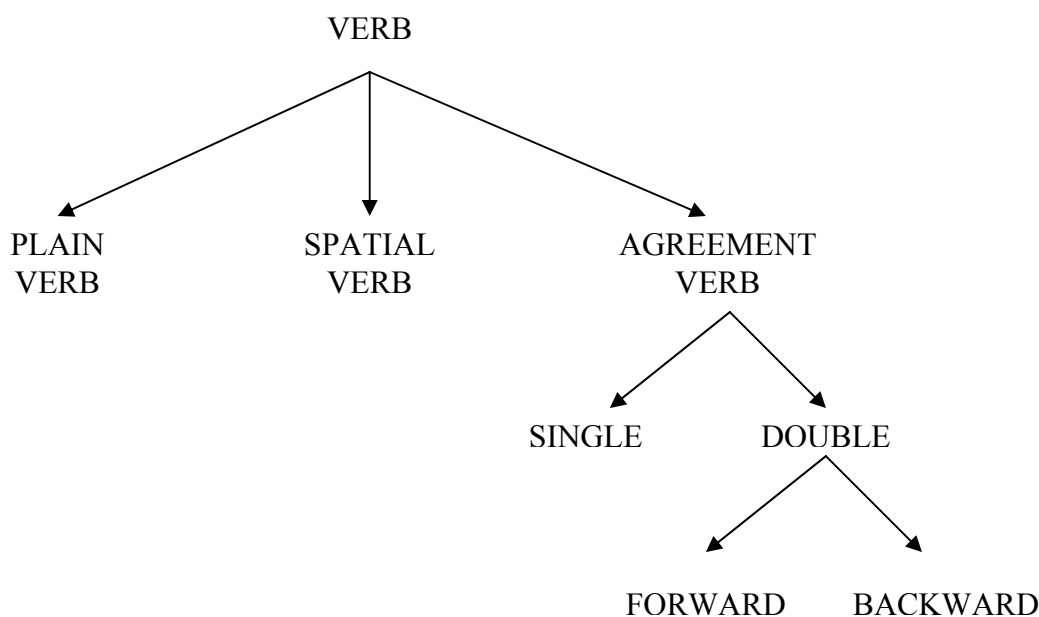 VERB
PLAIN VERB
SPATIAL VERB
AGREEMENT VERB
SINGLE
DOUBLE
FORWARD
BACKWARD